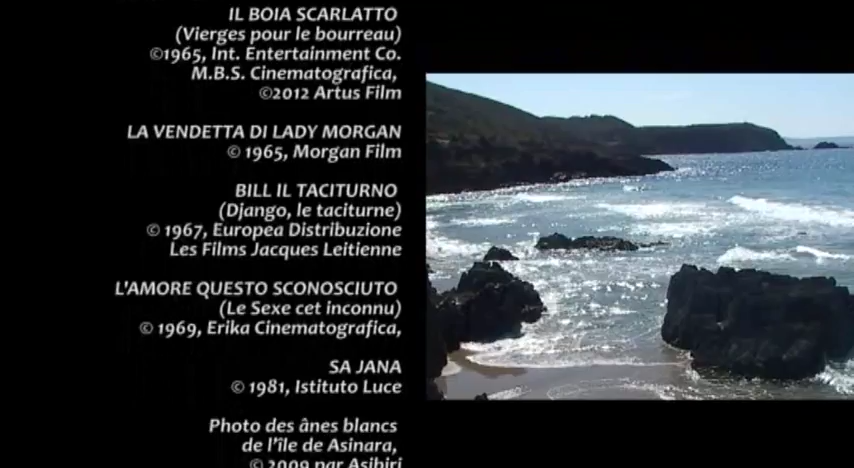 IL BOIA SCARLATTO
(Vierges pour le bourreau)
©1965, Int. Entertainment Co.
M.B.S. Cinematografica,
©2012 Artus Film
LA VENDETTA DI LADY MORGAN
© 1965, Morgan Film
BILL IL TACITURNO
(Django, le taciturne)
© 1967, Europea Distribuzione
Les Films Jacques Leitienne
L'AMORE QUESTO SCONOSCIUTO
(Le Sexe cet inconnu)
© 1969, Erika Cinematografica,
SA JANA
© 1981, Istituto Luce
Photo des ânes blancs
de l'île de Asinara,
© 2009 par Asibiri